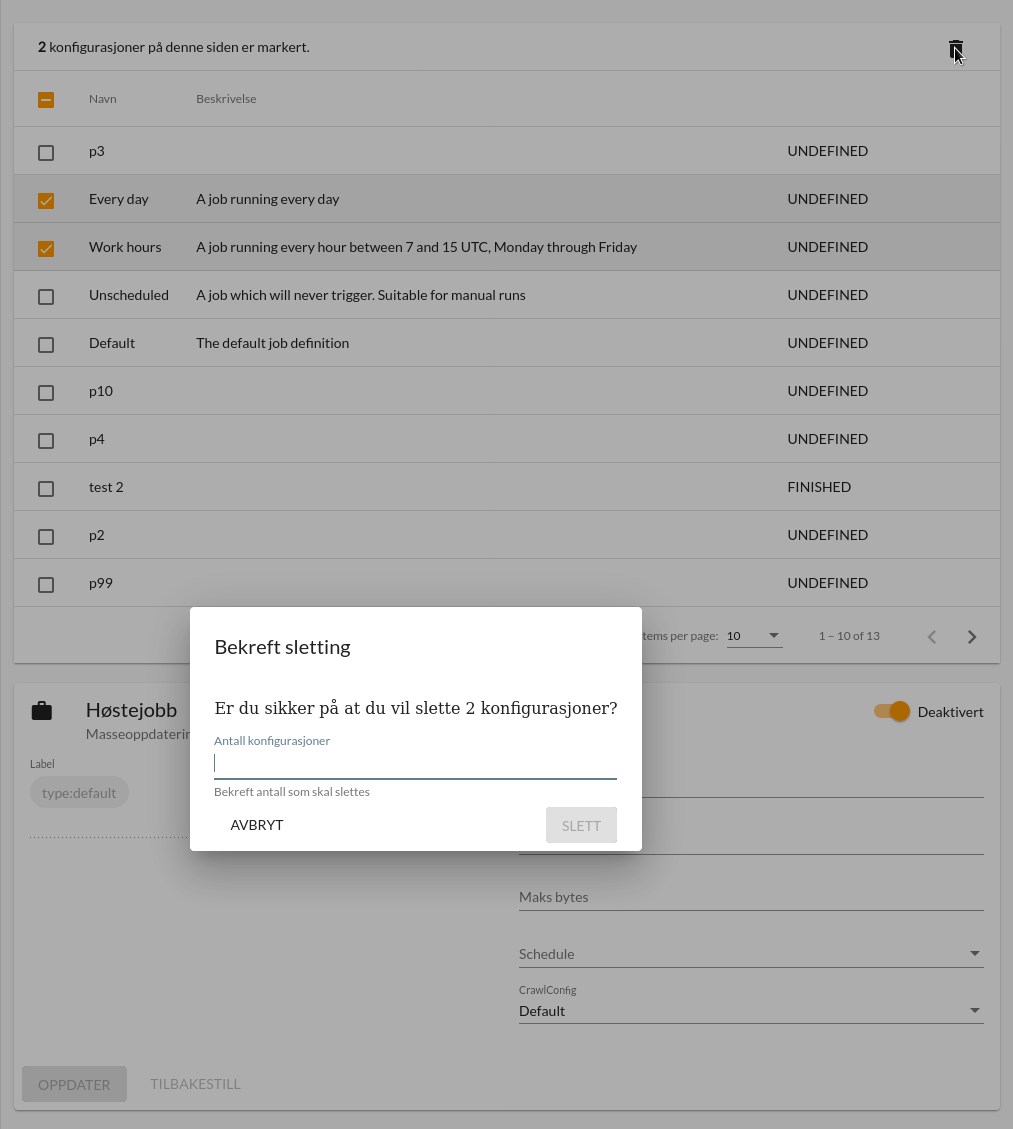 2 konfigurasjoner på denne siden er markert.
Navn Beskrivelse
p3 UNDEFINED
Every day A job running every day UNDEFINED
Work hours A job running every hour between 7 and 15 UTC, Monday through Friday UNDEFINED
Unscheduled A job which will never trigger. Suitable for manual runs UNDEFINED
Default The default job definition UNDEFINED
p10 UNDEFINED
p4 UNDEFINED
test 2 FINISHED
p2 UNDEFINED
p99 UNDEFINED
tems per page: 10 1 – 10 of 13
Bekreft sletting
Er du sikker på at du vil slette 2 konfigurasjoner?
Antall konfigurasjoner
Bekreft antall som skal slettes
AVBRYT SLETT
Høstejobb Deaktivert
Masseoppdaterin
Label
type:default
Maks bytes
Schedule
CrawlConfig
Default
OPPDATER TILBAKESTILL